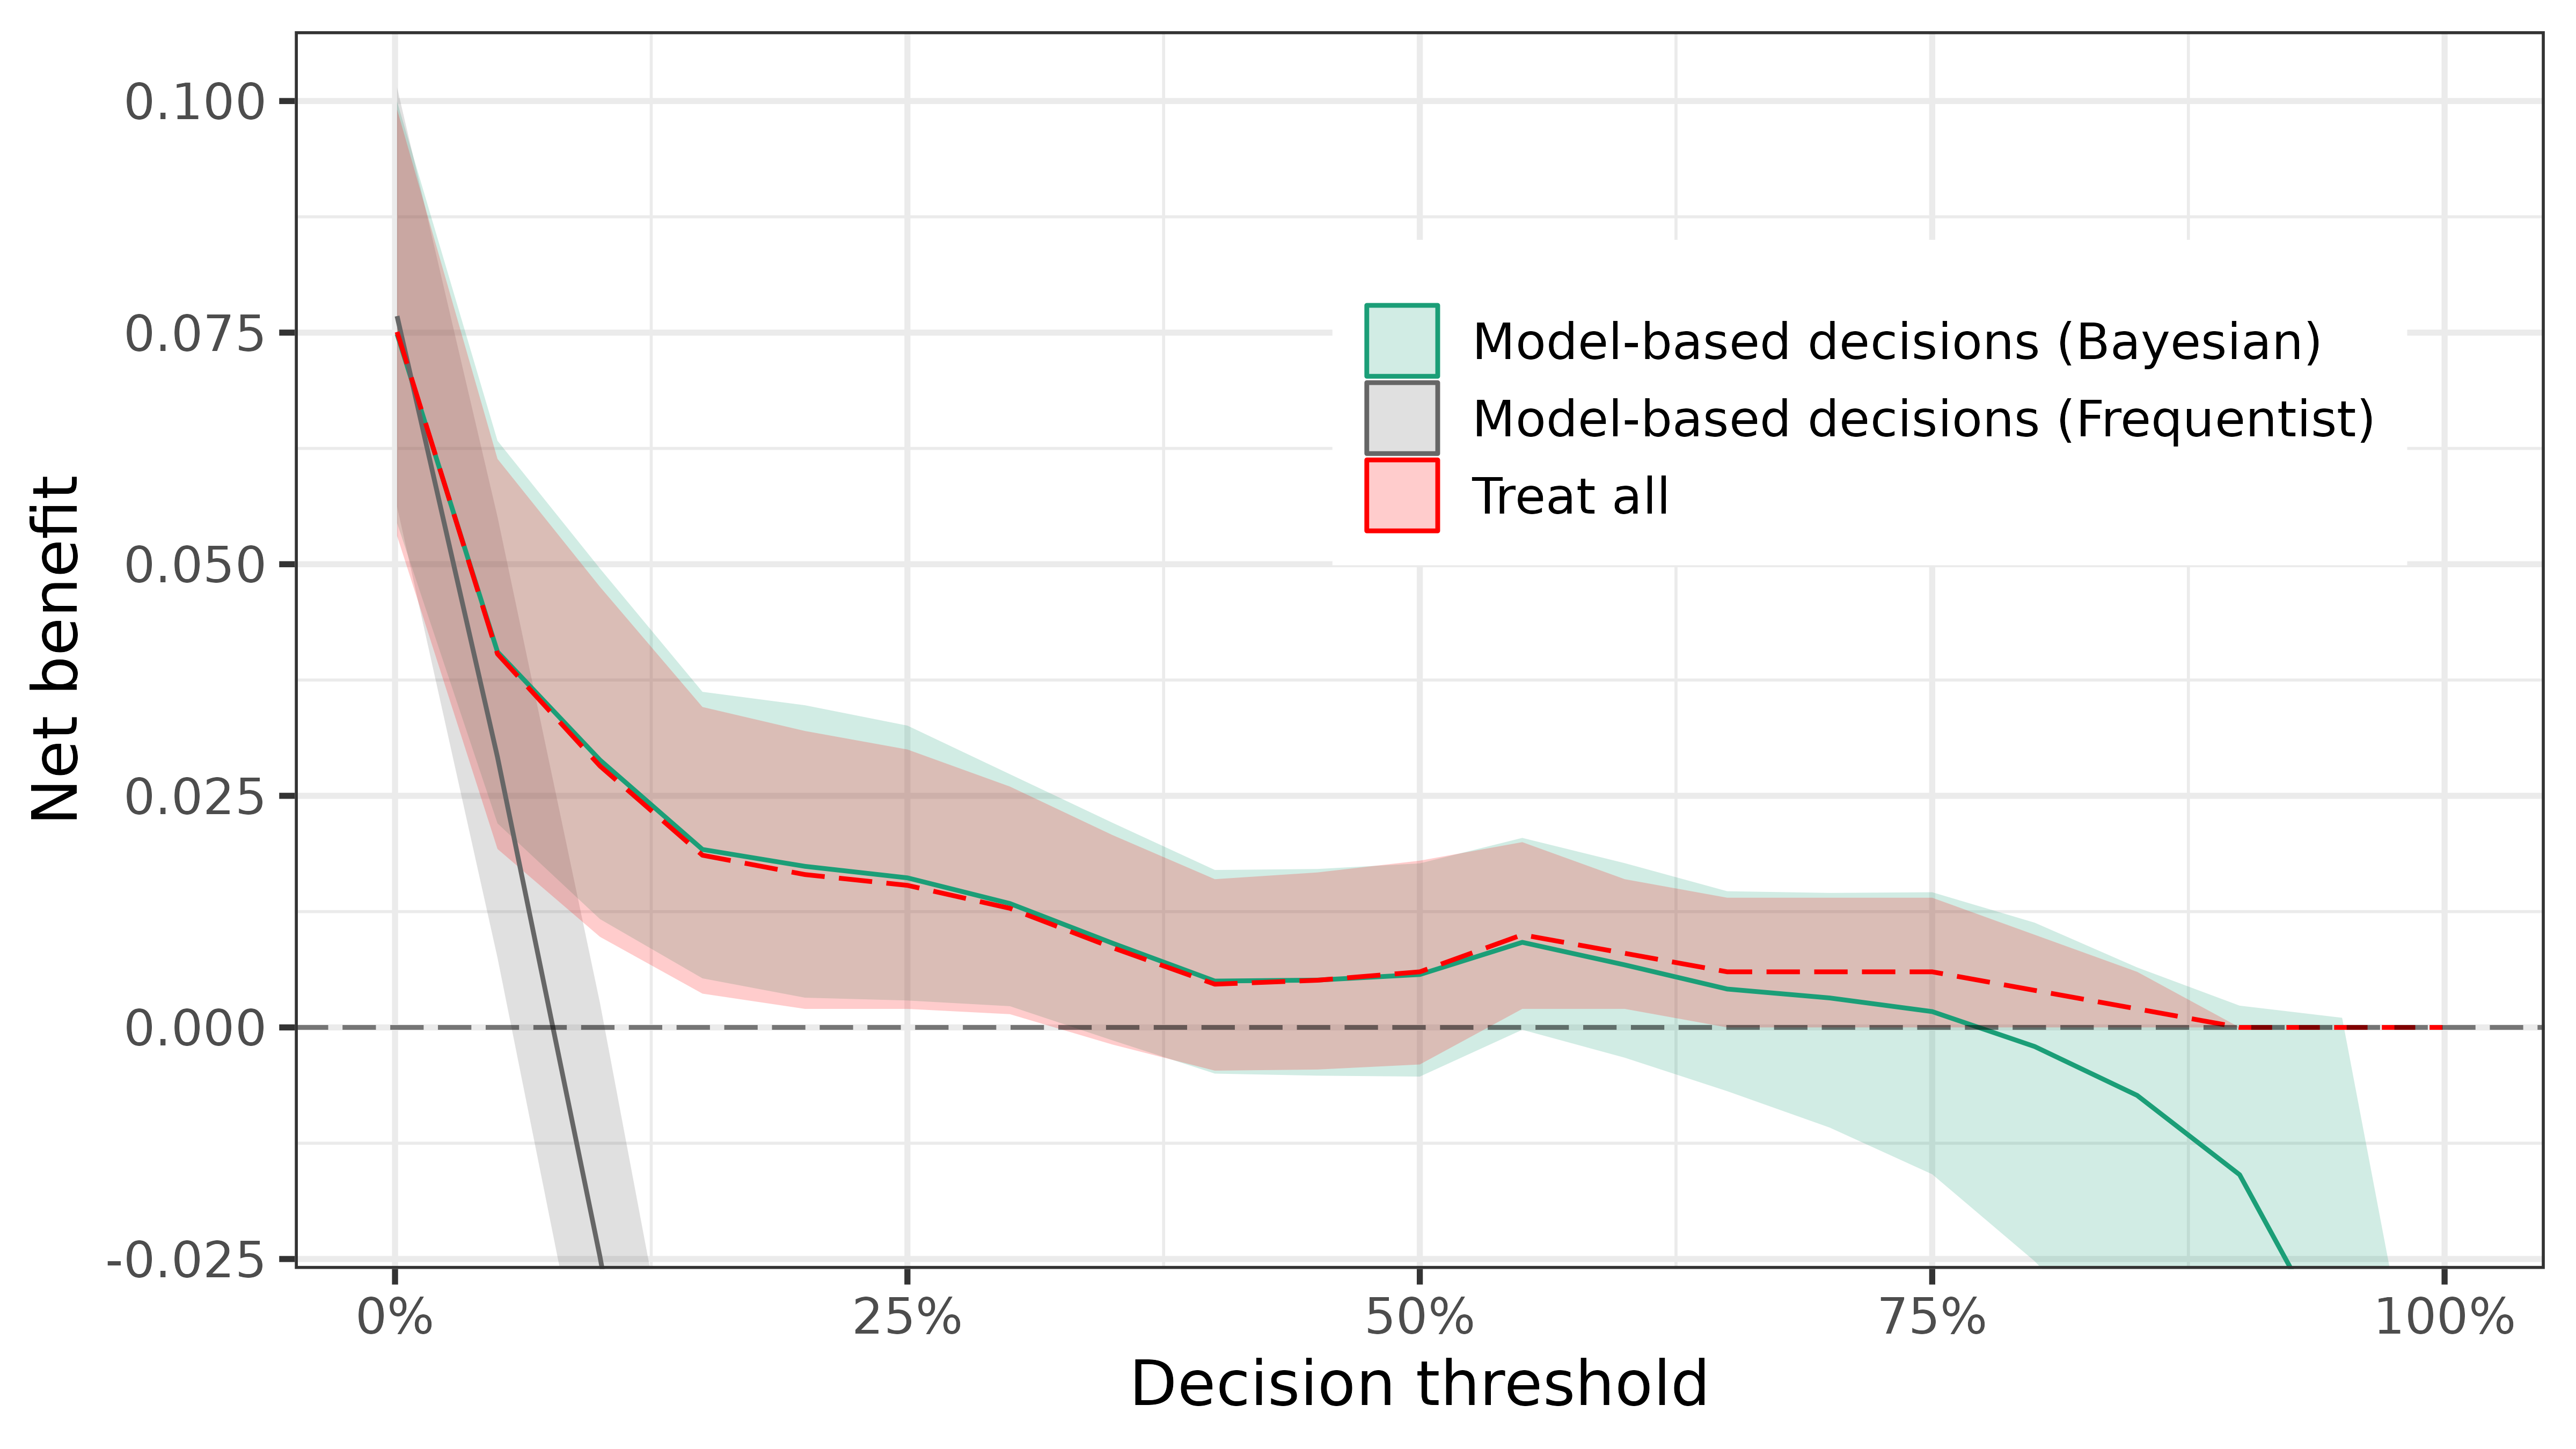 0.100
0.075
0.050
0.025
0.000
-0.025
Net benefit
Model-based decisions (Bayesian)
Model-based decisions (Frequentist)
Treat all
0% 25% 50% 75% 100%
Decision threshold